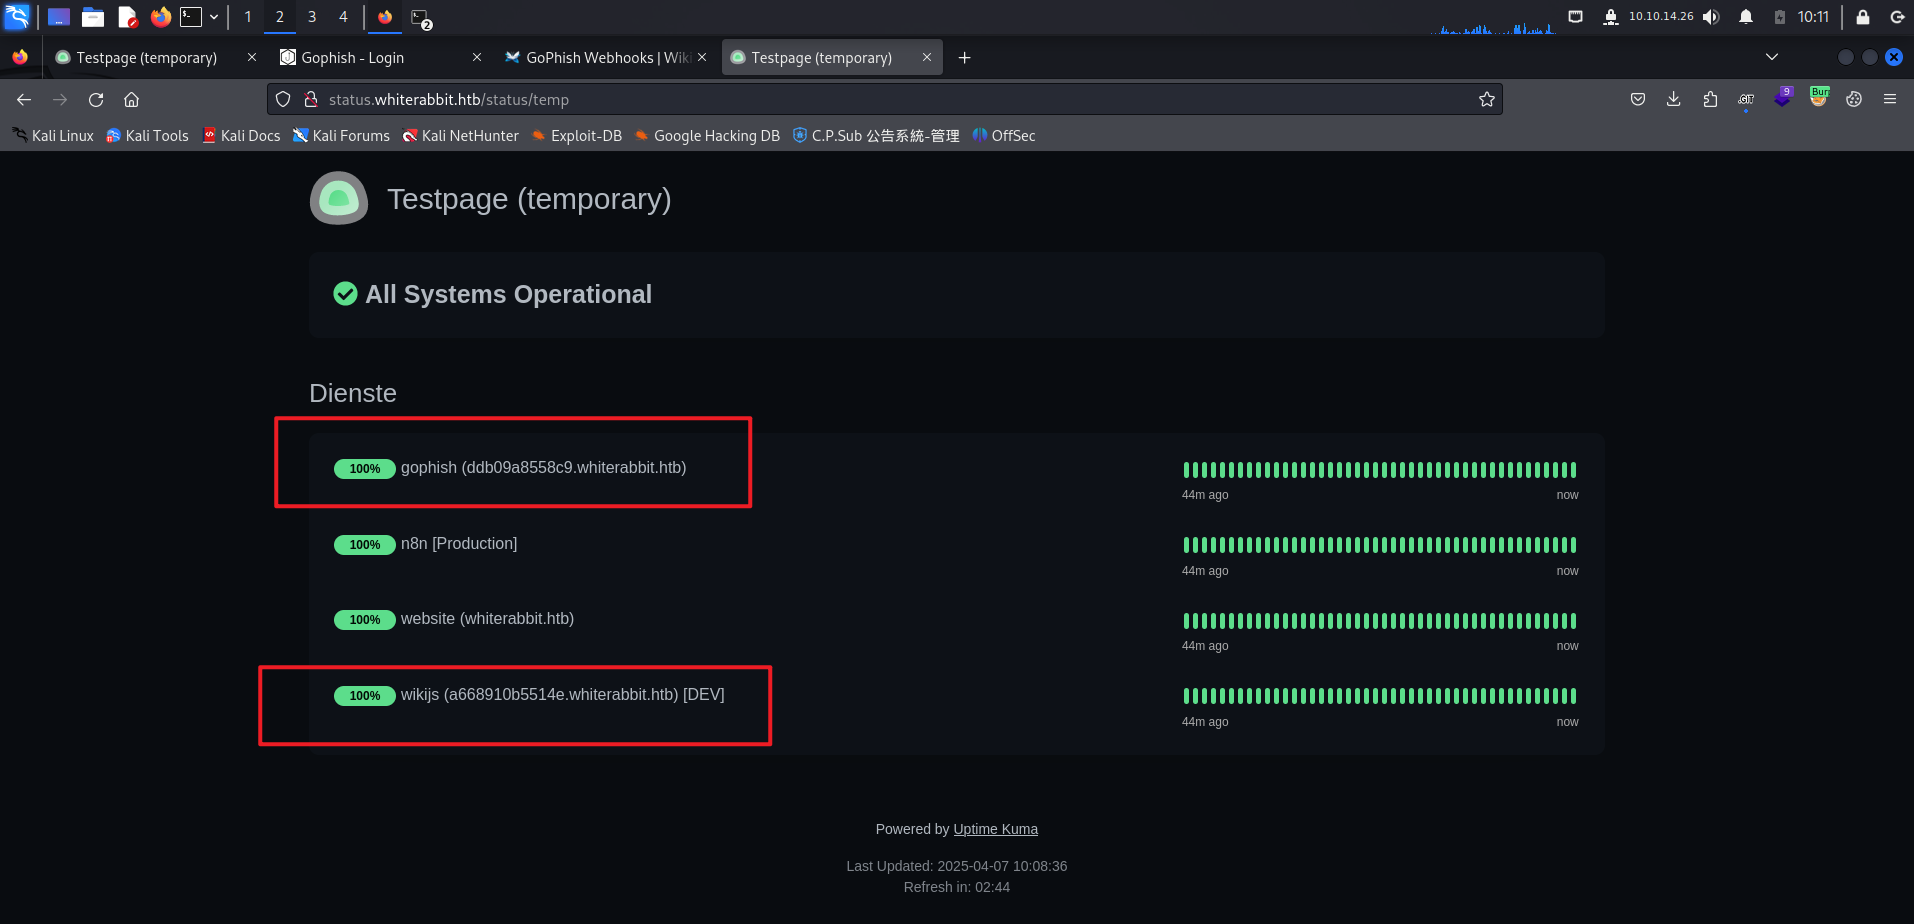 1 2 3 4 2 10.10.14.26 10:11
Testpage (temporary) Gophish - Login GoPhish Webhooks | Wiki Testpage (temporary)
status.whiterabbit.htb/status/temp GIT 9 Bur
Kali Linux Kali Tools Kali Docs Kali Forums Kali NetHunter Exploit-DB Google Hacking DB C.P.Sub 公告系統-管理 OffSec
Testpage (temporary)
All Systems Operational
Dienste
100% gophish (ddb09a8558c9.whiterabbit.htb)
44m ago now
100% n8n [Production]
44m ago now
100% website (whiterabbit.htb)
44m ago now
100% wikijs (a668910b5514e.whiterabbit.htb) [DEV]
44m ago now
Powered by Uptime Kuma
Last Updated: 2025-04-07 10:08:36
Refresh in: 02:44